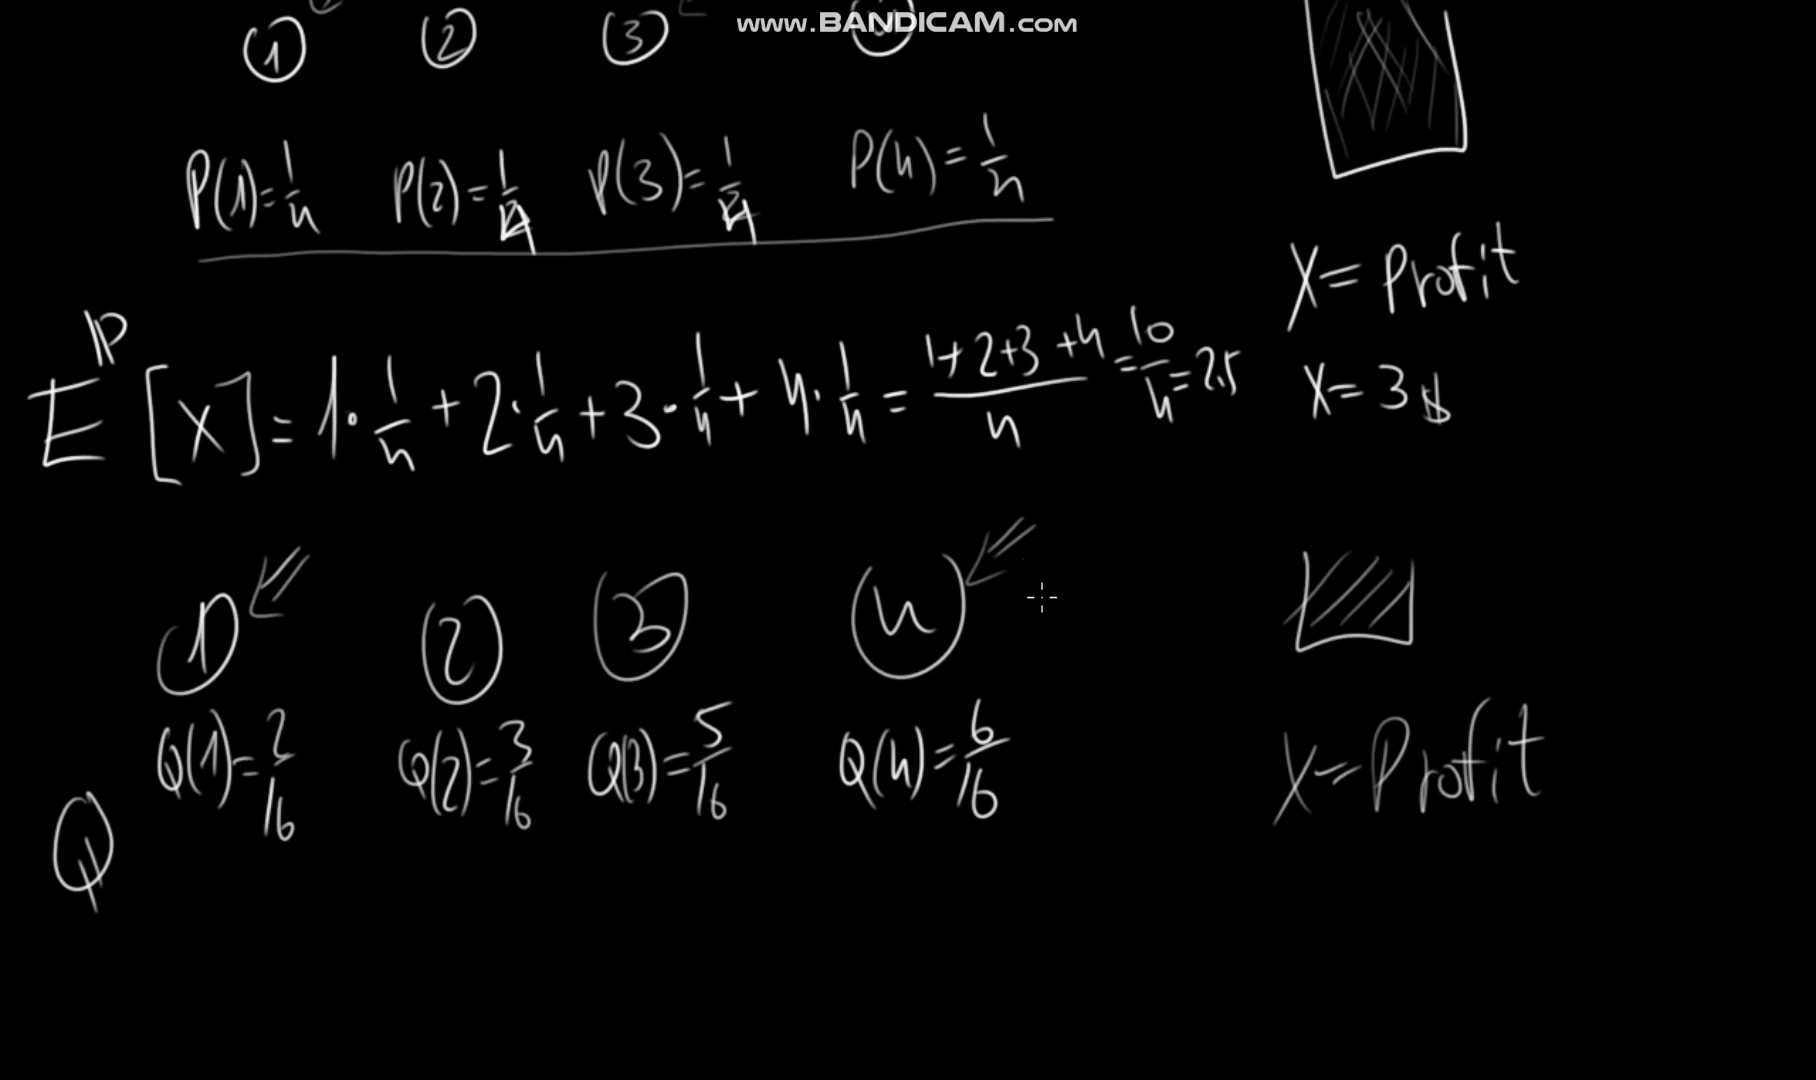 www.BANDICAM.com
1 2 3
P(1)=1/4 P(2)=1/4 P(3)=1/4 P(4)=1/4
X=Profit
E^ℙ[X]=1·1/4+2·1/4+3·1/4+4·1/4=(1+2+3+4)/4=10/4=2.5
X=3$
1 2 3 4
Q(1)=2/16 Q(2)=3/16 Q(3)=5/16 Q(4)=6/16
X=Profit
Q